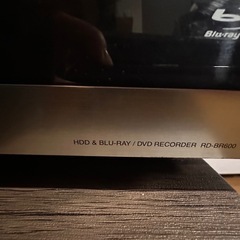 Blu-ray
HDD & BLU-RAY / DVD RECORDER RD-BR600